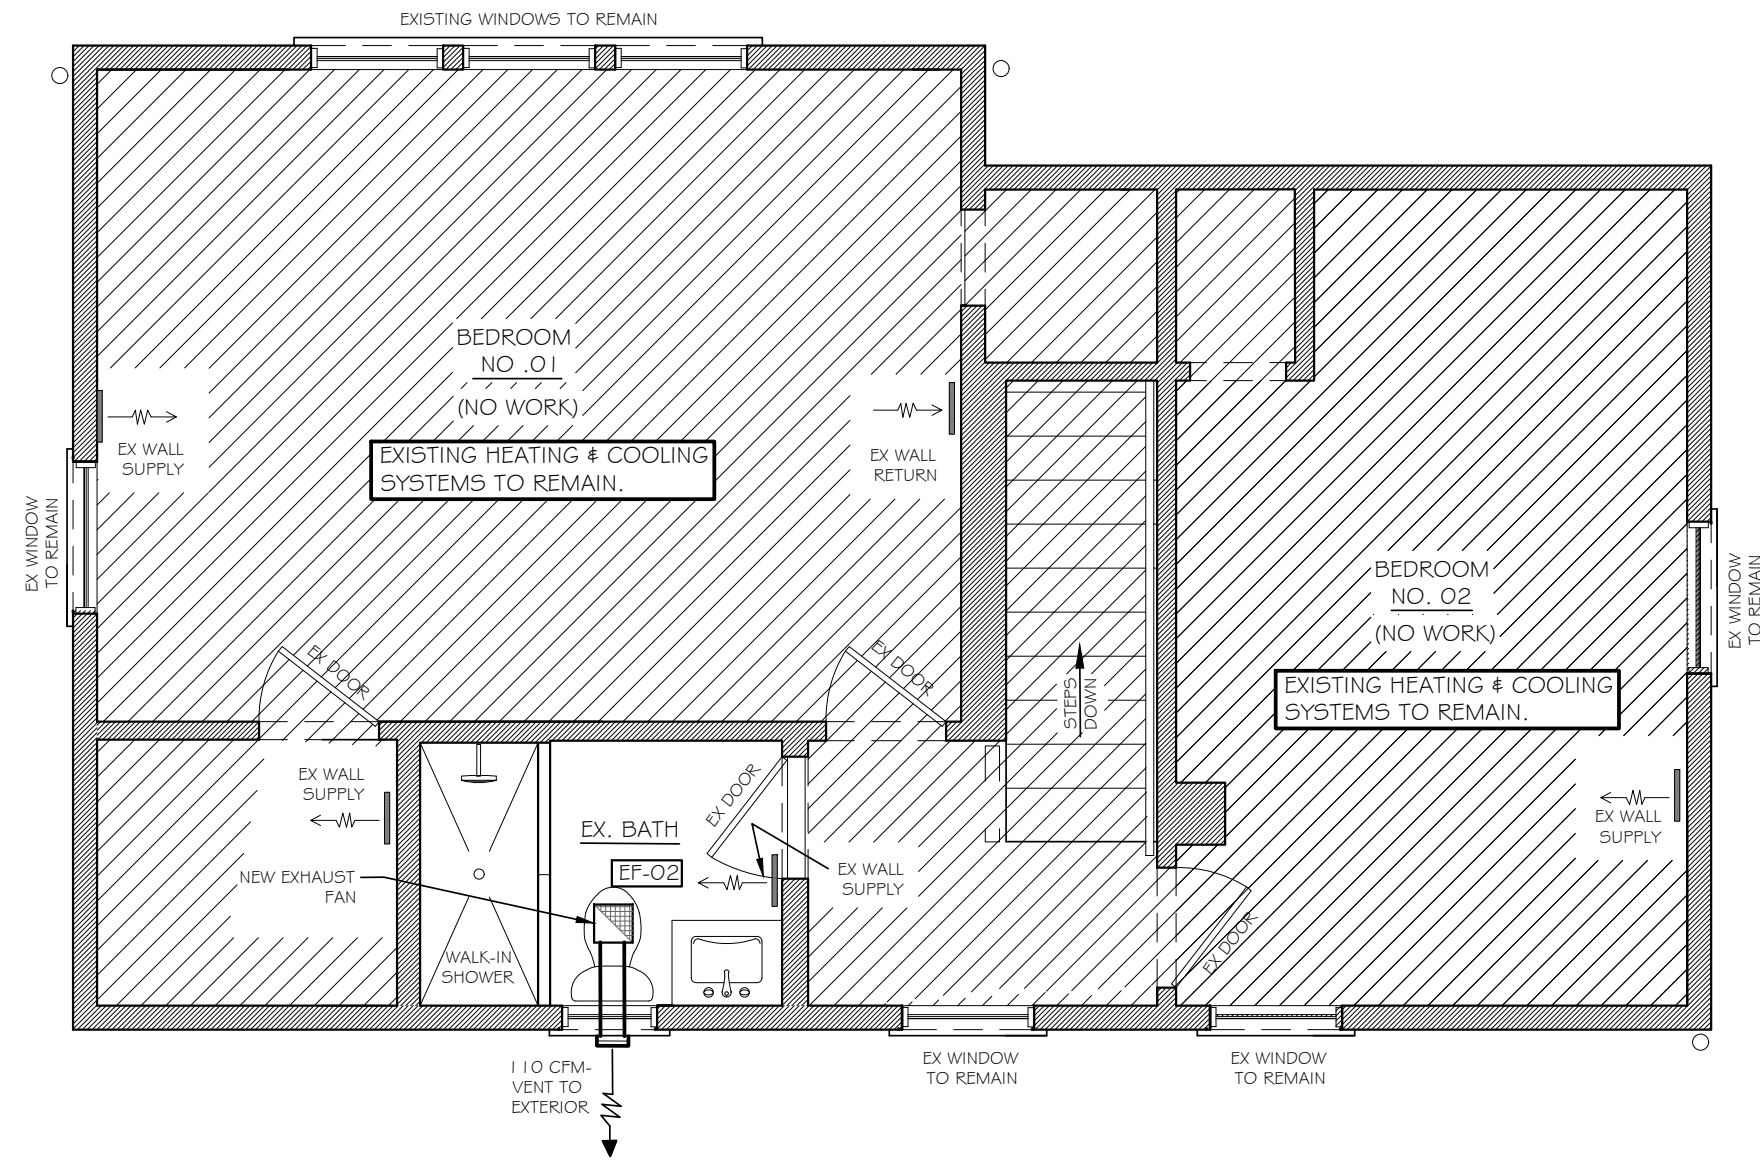 EXISTING WINDOWS TO REMAIN
BEDROOM
NO .01
(NO WORK)
EXISTING HEATING & COOLING
SYSTEMS TO REMAIN.
EX WALL
SUPPLY
EX WALL
RETURN
EX WINDOW
TO REMAIN
BEDROOM
NO. 02
(NO WORK)
EXISTING HEATING & COOLING
SYSTEMS TO REMAIN.
EX WINDOW
TO REMAIN
EX DOOR
EX DOOR
STEPS
DOWN
EX WALL
SUPPLY
EX DOOR
EX. BATH
EF-02
EX WALL
SUPPLY
EX WALL
SUPPLY
NEW EXHAUST
FAN
WALK-IN
SHOWER
EX DOOR
110 CFM-
VENT TO
EXTERIOR
EX WINDOW
TO REMAIN
EX WINDOW
TO REMAIN